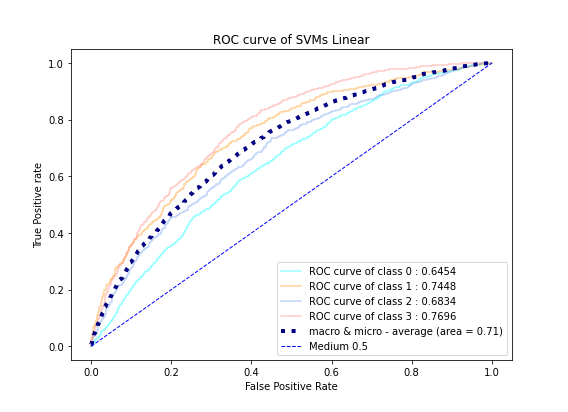 ROC curve of SVMs Linear
True Positive rate
1.0
0.8
0.6
0.4
0.2
0.0
ROC curve of class 0 : 0.6454
ROC curve of class 1 : 0.7448
ROC curve of class 2 : 0.6834
ROC curve of class 3 : 0.7696
macro & micro - average (area = 0.71)
Medium 0.5
0.0 0.2 0.4 0.6 0.8 1.0
False Positive Rate